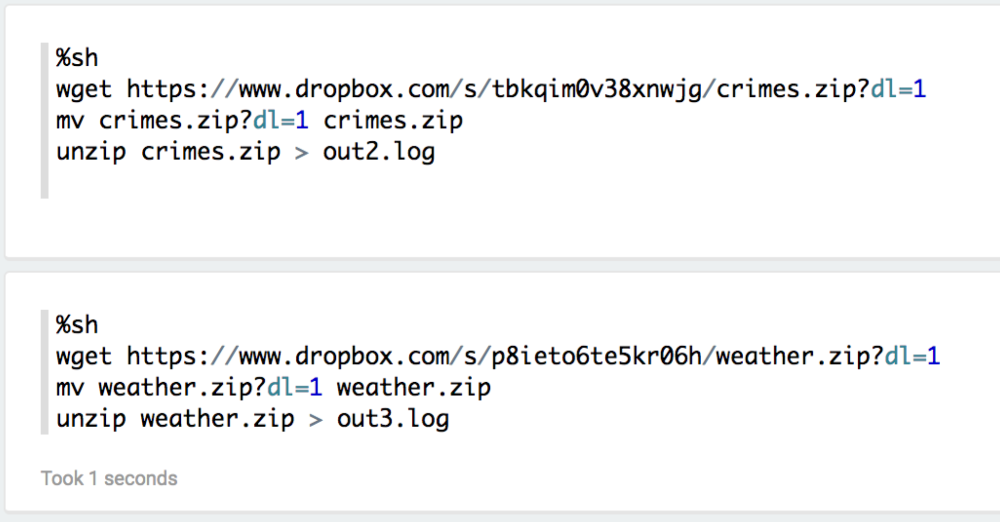 %sh
wget https://www.dropbox.com/s/tbkqim0v38xnwjg/crimes.zip?dl=1
mv crimes.zip?dl=1 crimes.zip
unzip crimes.zip > out2.log
%sh
wget https://www.dropbox.com/s/p8ieto6te5kr06h/weather.zip?dl=1
mv weather.zip?dl=1 weather.zip
unzip weather.zip > out3.log
Took 1 seconds